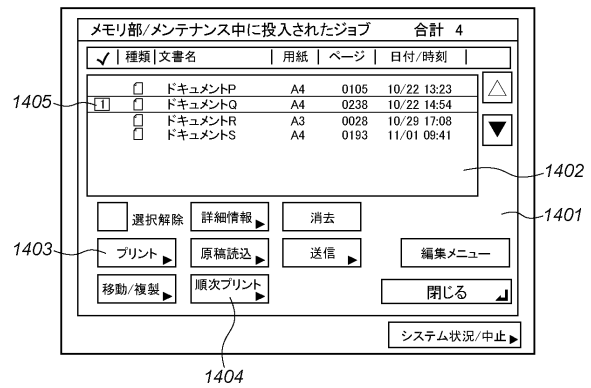 メモリ部/メンテナンス中に投入されたジョブ 合計 4
✓ 種類 文書名 用紙 ページ 日付/時刻
ドキュメントP A4 0105 10/22 13:23
1405 1 ドキュメントQ A4 0238 10/22 14:54
ドキュメントR A3 0028 10/29 17:08
ドキュメントS A4 0193 11/01 09:41
1402
選択解除 詳細情報 消去
1401
1403 プリント 原稿読込 送信 編集メニュー
移動/複製 順次プリント 閉じる
システム状況/中止
1404